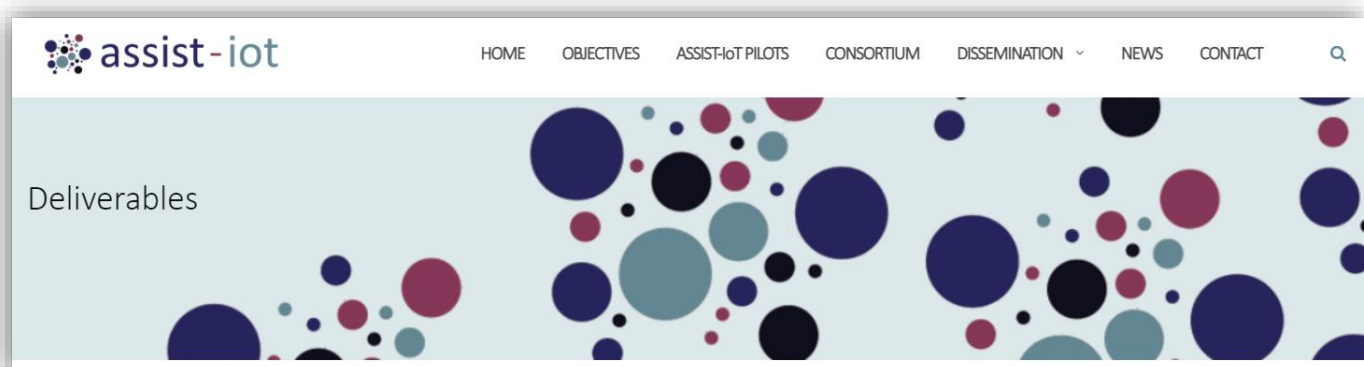 assist-iot HOME OBJECTIVES ASSIST-IoT PILOTS CONSORTIUM DISSEMINATION NEWS CONTACT
Deliverables